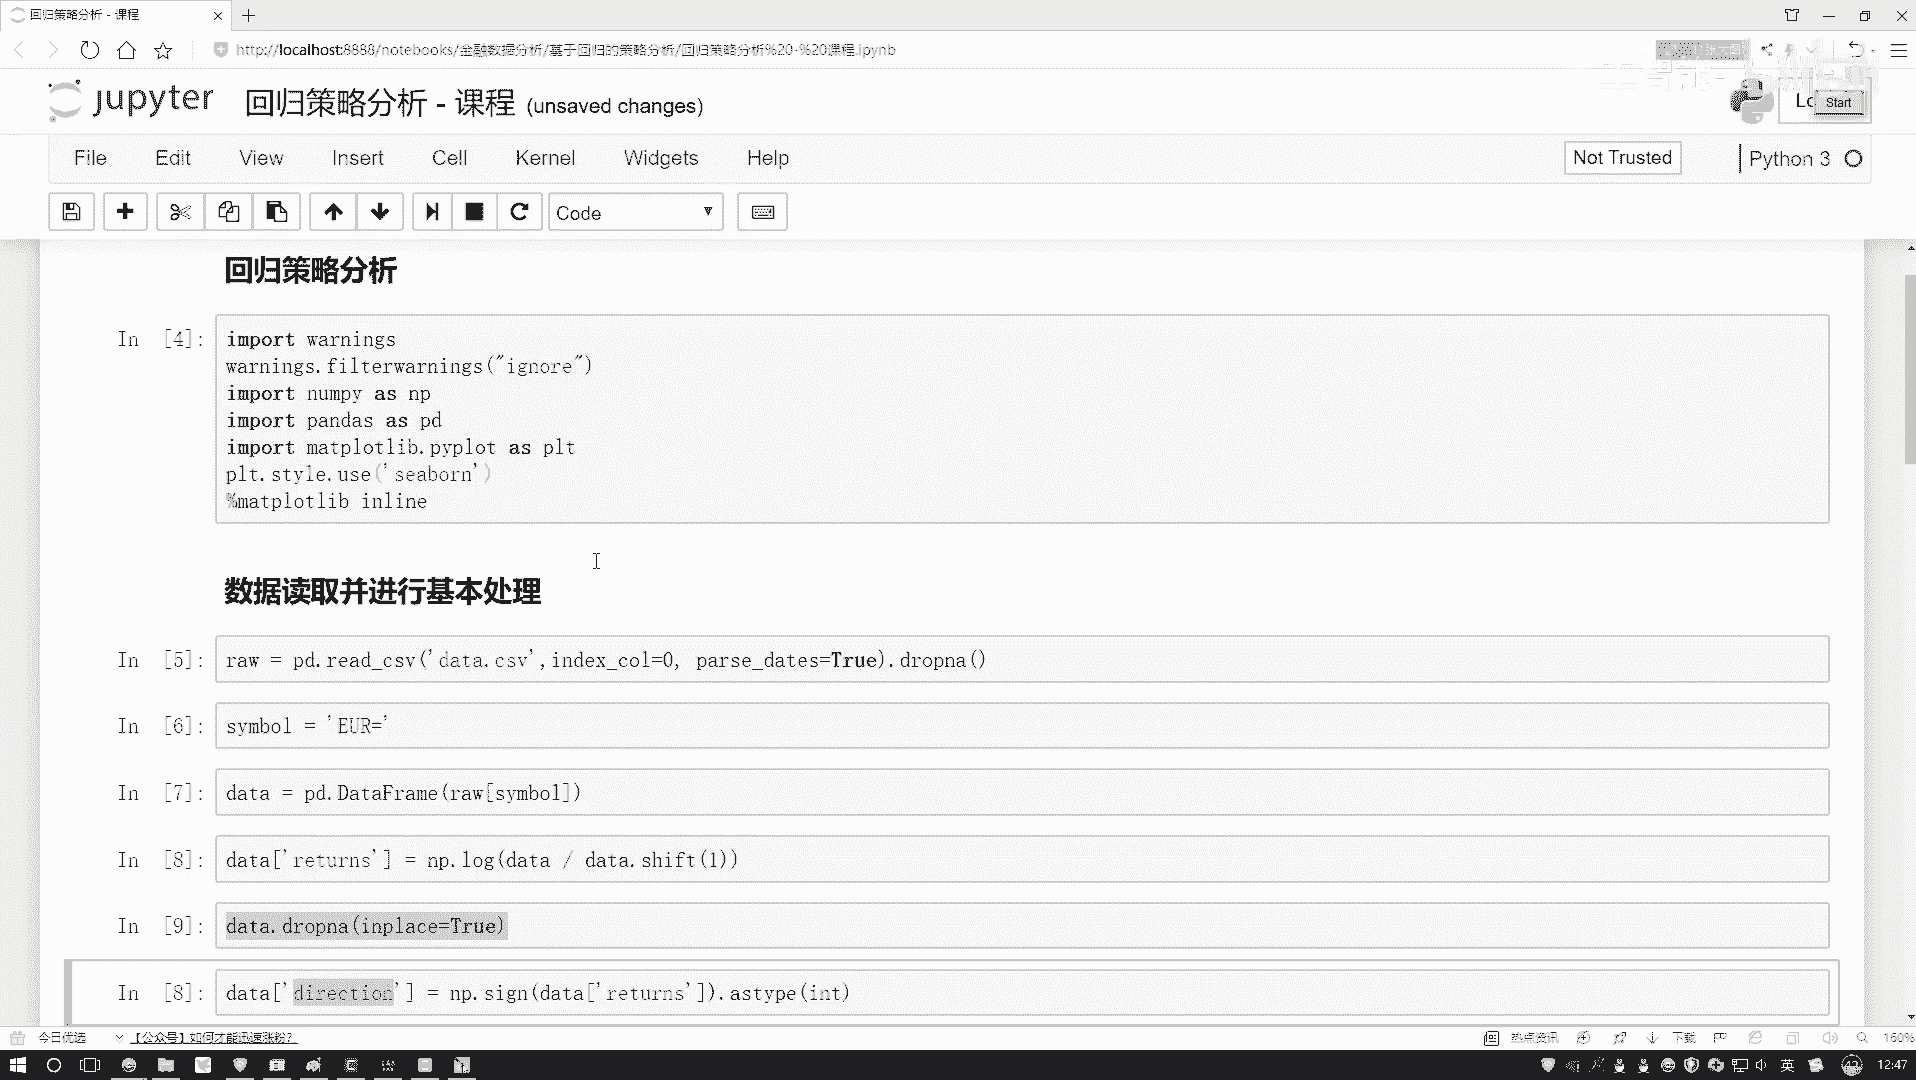 回归策略分析 - 课程
http://localhost:8888/notebooks/金融数据分析/基于回归的策略分析/回归策略分析%20-%20课程.ipynb
jupyter 回归策略分析 - 课程 (unsaved changes)
Start
File Edit View Insert Cell Kernel Widgets Help
Not Trusted
Python 3
Code
回归策略分析
In [4]:
import warnings
warnings.filterwarnings("ignore")
import numpy as np
import pandas as pd
import matplotlib.pyplot as plt
plt.style.use('seaborn')
%matplotlib inline
数据读取并进行基本处理
In [5]: raw = pd.read_csv('data.csv',index_col=0, parse_dates=True).dropna()
In [6]: symbol = 'EUR='
In [7]: data = pd.DataFrame(raw[symbol])
In [8]: data['returns'] = np.log(data / data.shift(1))
In [9]: data.dropna(inplace=True)
In [8]: data['direction'] = np.sign(data['returns']).astype(int)
今日优选
【公众号】如何才能迅速涨粉?
热点资讯
下载
160%
英
12:47